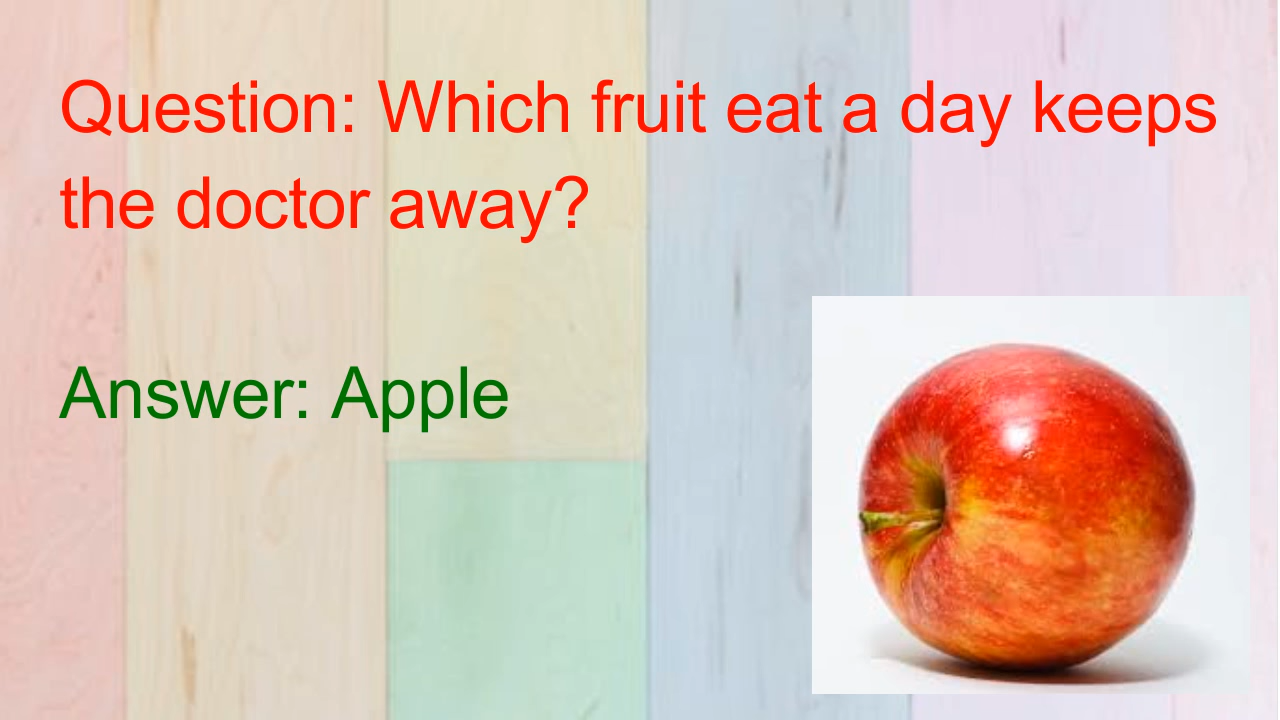 Question: Which fruit eat a day keeps
the doctor away?
Answer: Apple